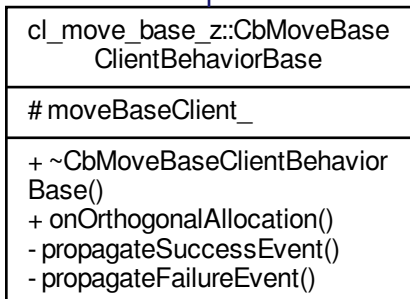 cl_move_base_z::CbMoveBase
ClientBehaviorBase
# moveBaseClient_
+ ~CbMoveBaseClientBehavior
Base()
+ onOrthogonalAllocation()
- propagateSuccessEvent()
- propagateFailureEvent()